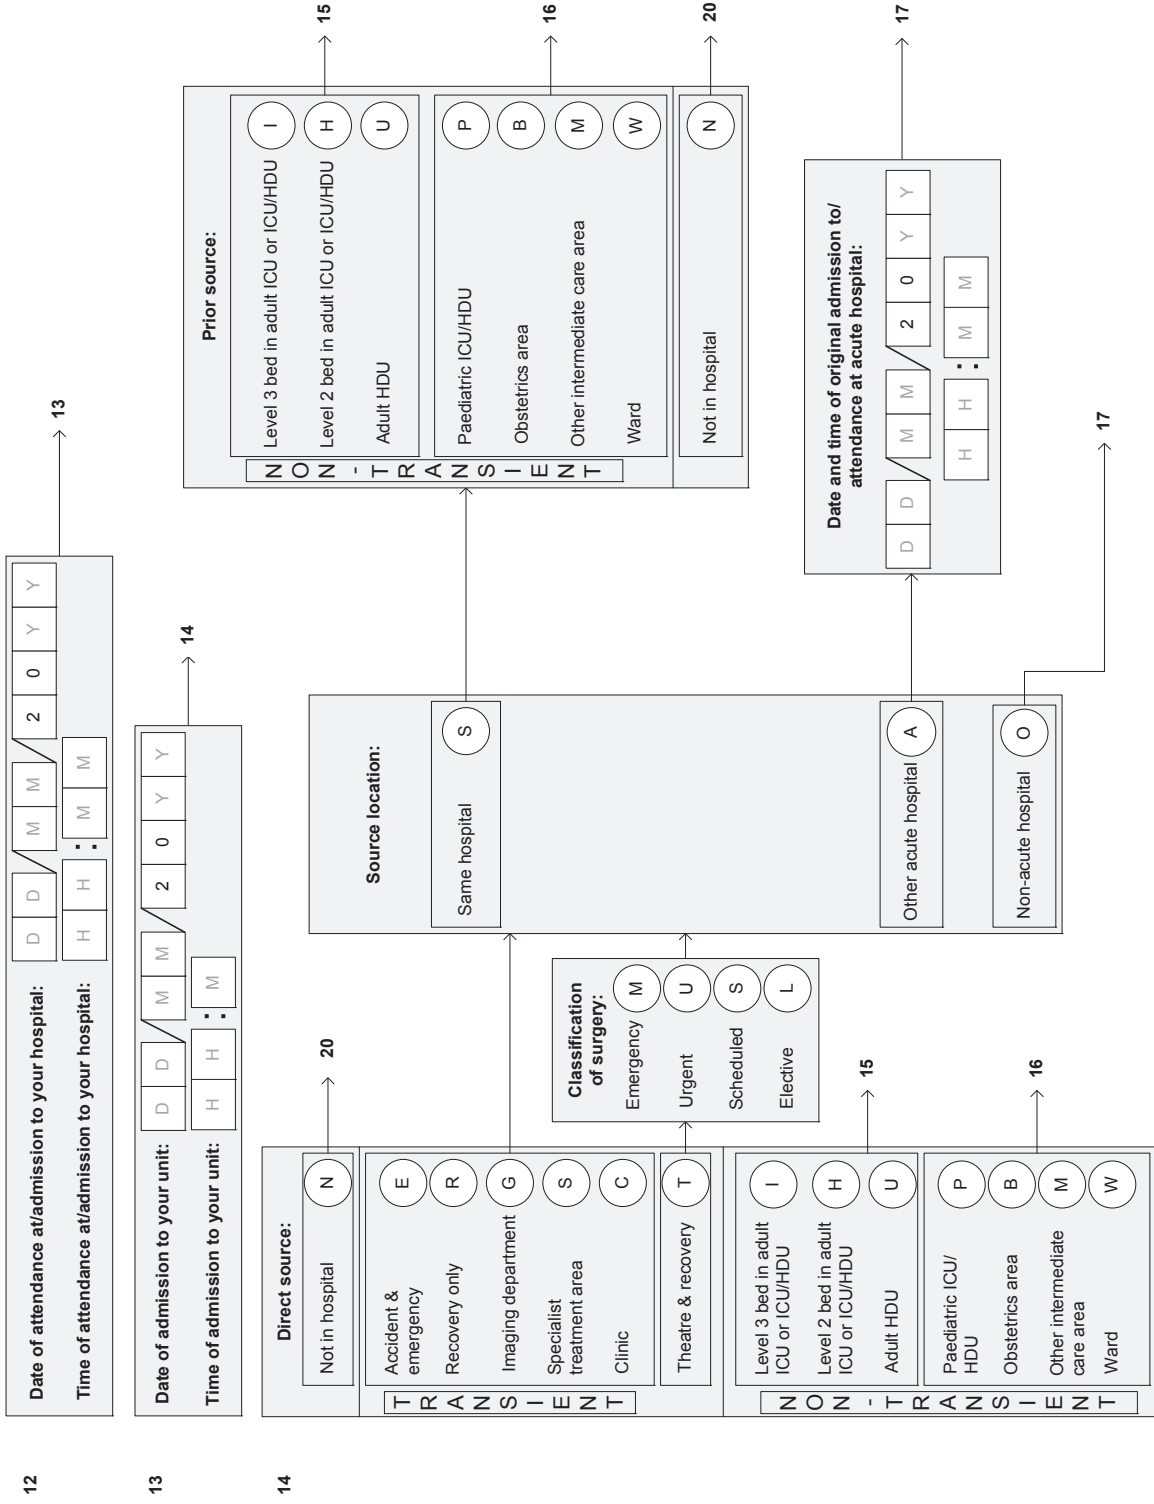 12
Date of attendance at/admission to your hospital:
D D / M M / 2 0 Y Y
Time of attendance at/admission to your hospital:
H H : M M
13
13
Date of admission to your unit:
D D / M M / 2 0 Y Y
Time of admission to your unit:
H H : M
14
14
Direct source:
Not in hospital N
20
TRANSIENT
Accident &
emergency E
Recovery only R
Imaging department G
Specialist
treatment area S
Clinic C
Theatre & recovery T
NON-TRANSIENT
Level 3 bed in adult
ICU or ICU/HDU I
Level 2 bed in adult
ICU or ICU/HDU H
Adult HDU U
15
Paediatric ICU/
HDU P
Obstetrics area B
Other intermediate
care area M
Ward W
16
Classification
of surgery:
Emergency M
Urgent U
Scheduled S
Elective L
Source location:
Same hospital S
Other acute hospital A
Non-acute hospital O
17
Prior source:
NON-TRANSIENT
Level 3 bed in adult ICU or ICU/HDU I
Level 2 bed in adult ICU or ICU/HDU H
Adult HDU U
15
Paediatric ICU/HDU P
Obstetrics area B
Other intermediate care area M
Ward W
16
Not in hospital N
20
Date and time of original admission to/
attendance at acute hospital:
D D / M M / 2 0 Y Y
H H : M M
17